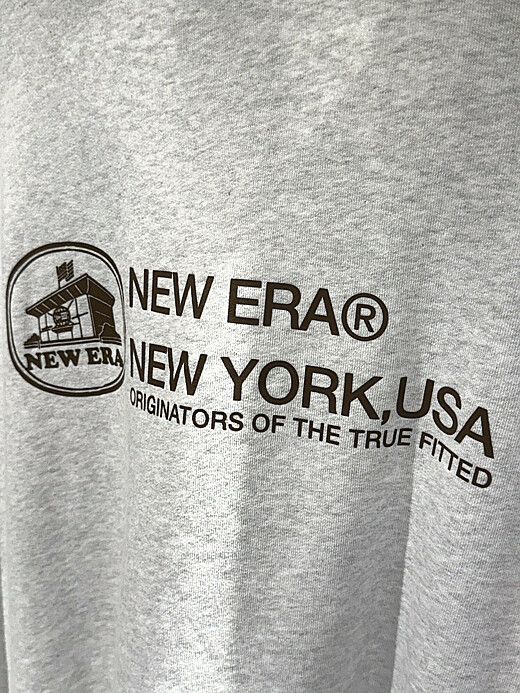 NEW ERA
NEW ERA®
NEW YORK,USA
ORIGINATORS OF THE TRUE FITTED